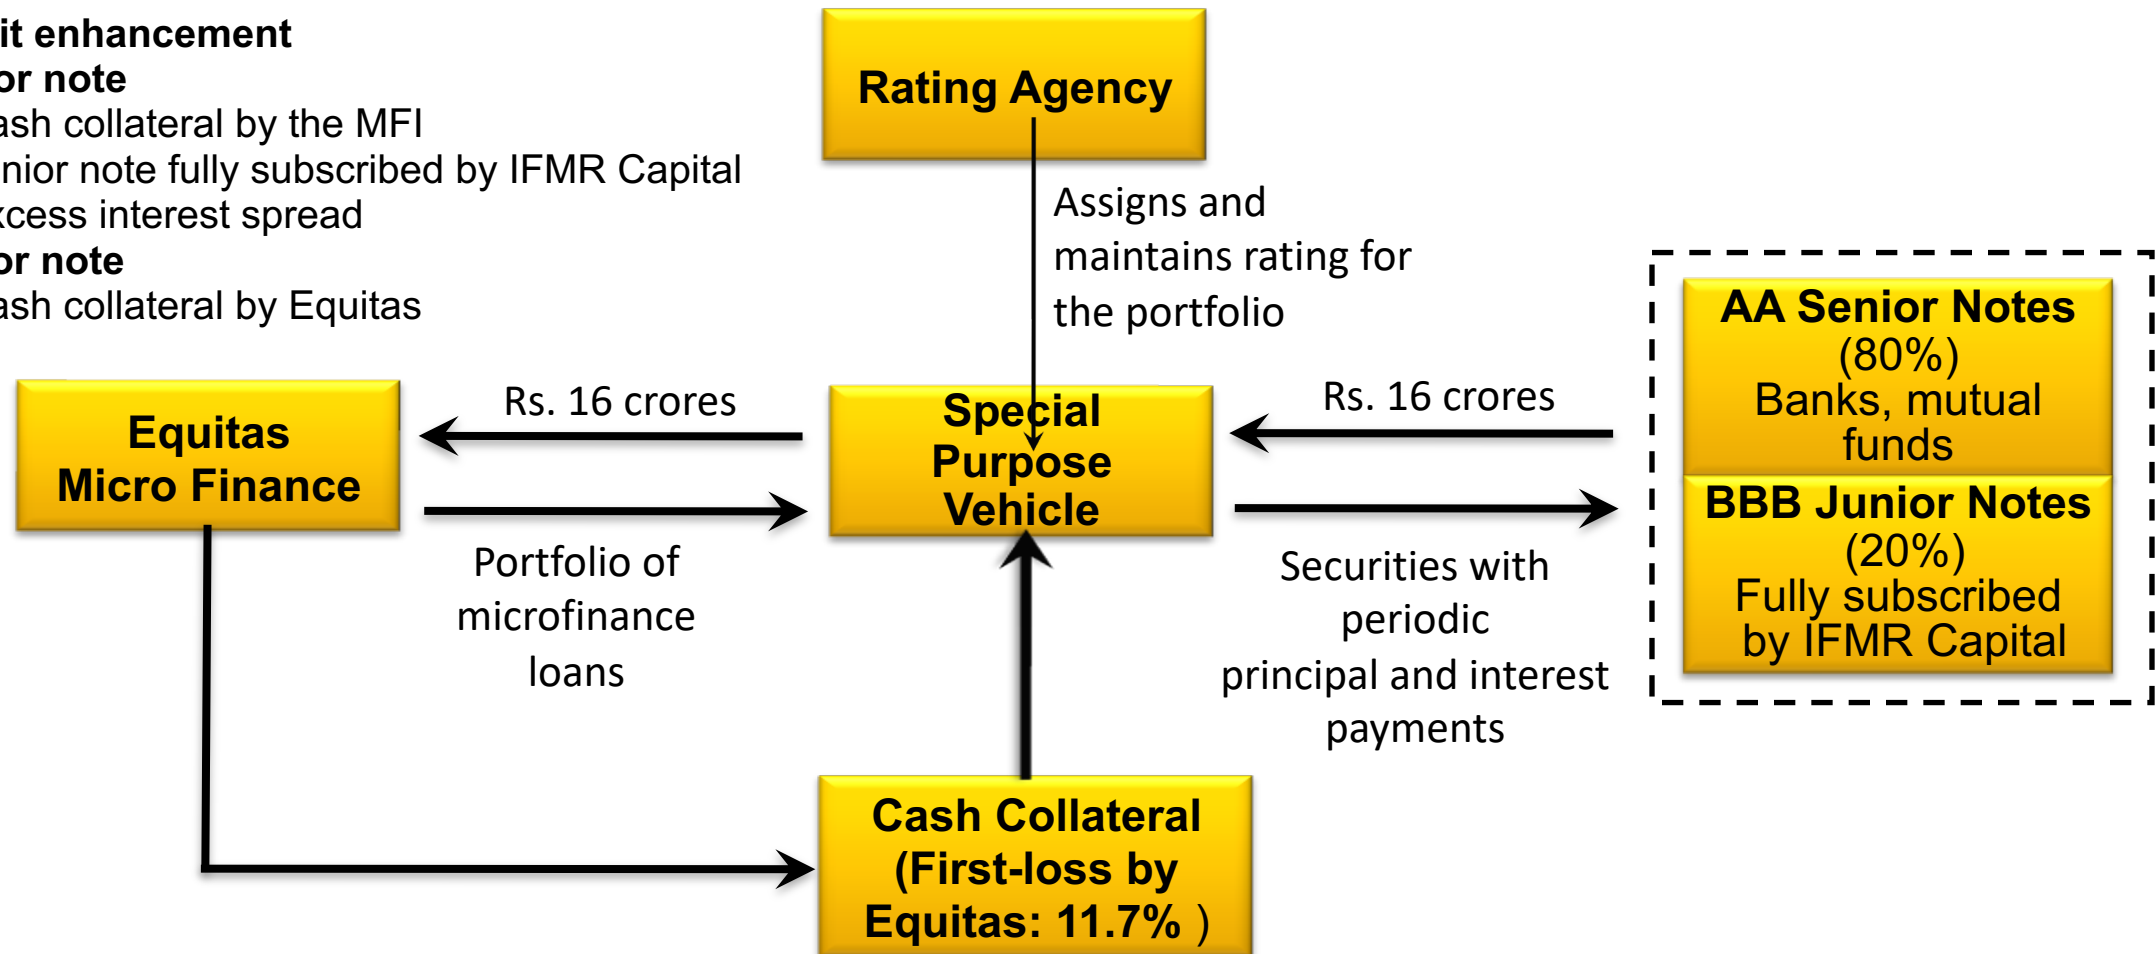 it enhancement
or note
ash collateral by the MFI
nior note fully subscribed by IFMR Capital
xcess interest spread
or note
ash collateral by Equitas
Rating Agency
Assigns and
maintains rating for
the portfolio
Equitas
Micro Finance
Rs. 16 crores
Portfolio of
microfinance
loans
Special
Purpose
Vehicle
Rs. 16 crores
Securities with
periodic
principal and interest
payments
AA Senior Notes
(80%)
Banks, mutual
funds
BBB Junior Notes
(20%)
Fully subscribed
by IFMR Capital
Cash Collateral
(First-loss by
Equitas: 11.7% )